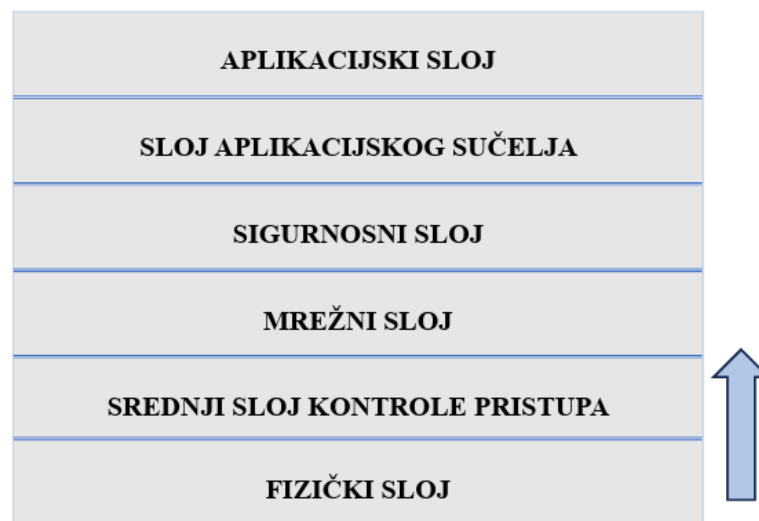 APLIKACIJSKI SLOJ
SLOJ APLIKACIJSKOG SUČELJA
SIGURNOSNI SLOJ
MREŽNI SLOJ
SREDNJI SLOJ KONTROLE PRISTUPA
FIZIČKI SLOJ